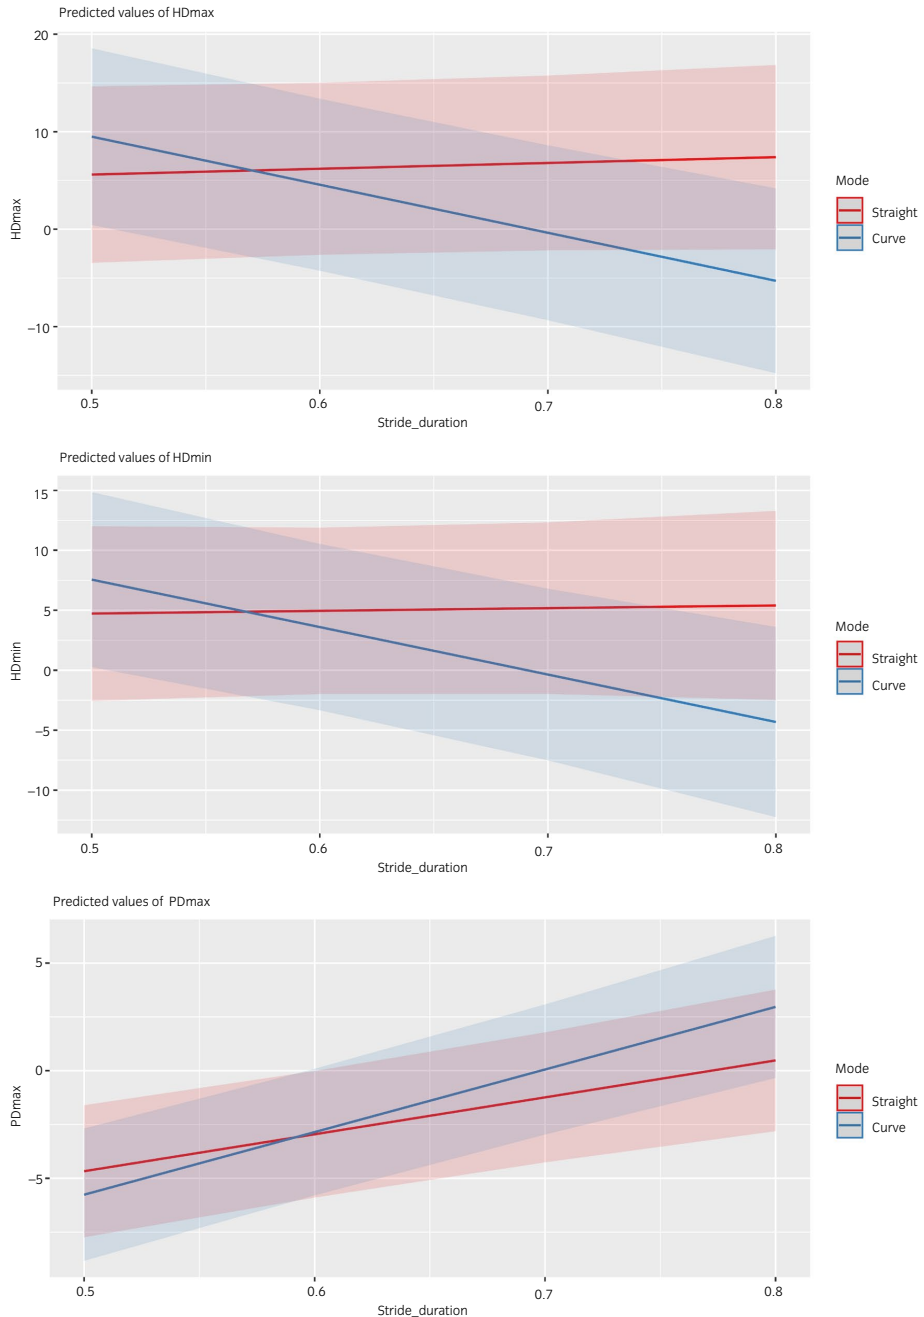 Predicted values of HDmax
20
10
0
−10
HDmax
0.5
0.6
0.7
0.8
Stride_duration
Mode
Straight
Curve
Predicted values of HDmin
15
10
5
0
−5
−10
HDmin
0.5
0.6
0.7
0.8
Stride_duration
Mode
Straight
Curve
Predicted values of PDmax
5
0
−5
PDmax
0.5
0.6
0.7
0.8
Stride_duration
Mode
Straight
Curve